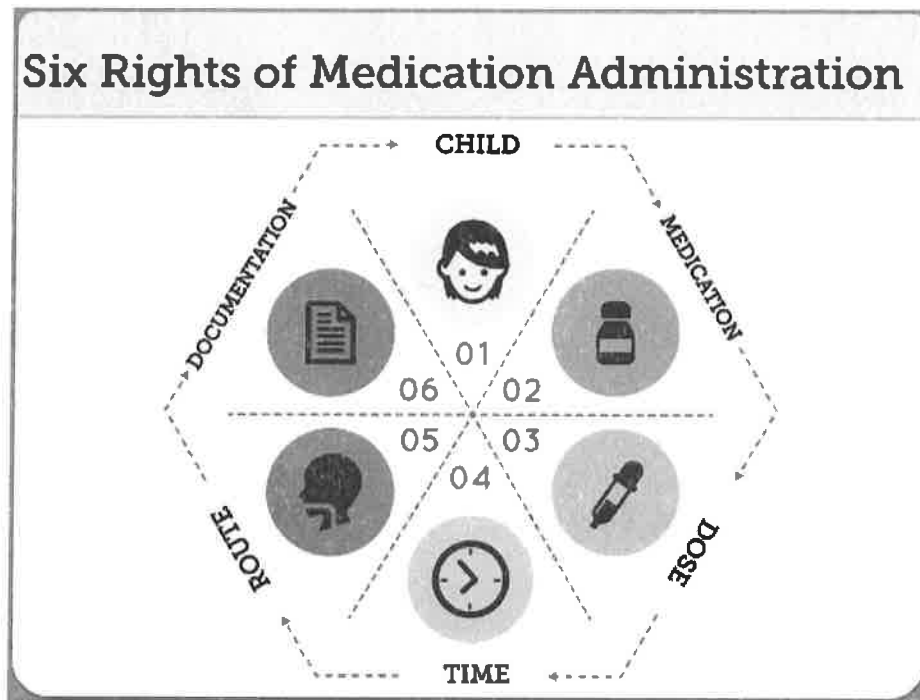 Six Rights of Medication Administration
CHILD
01
MEDICATION
02
DOSE
03
TIME
04
ROUTE
05
DOCUMENTATION
06